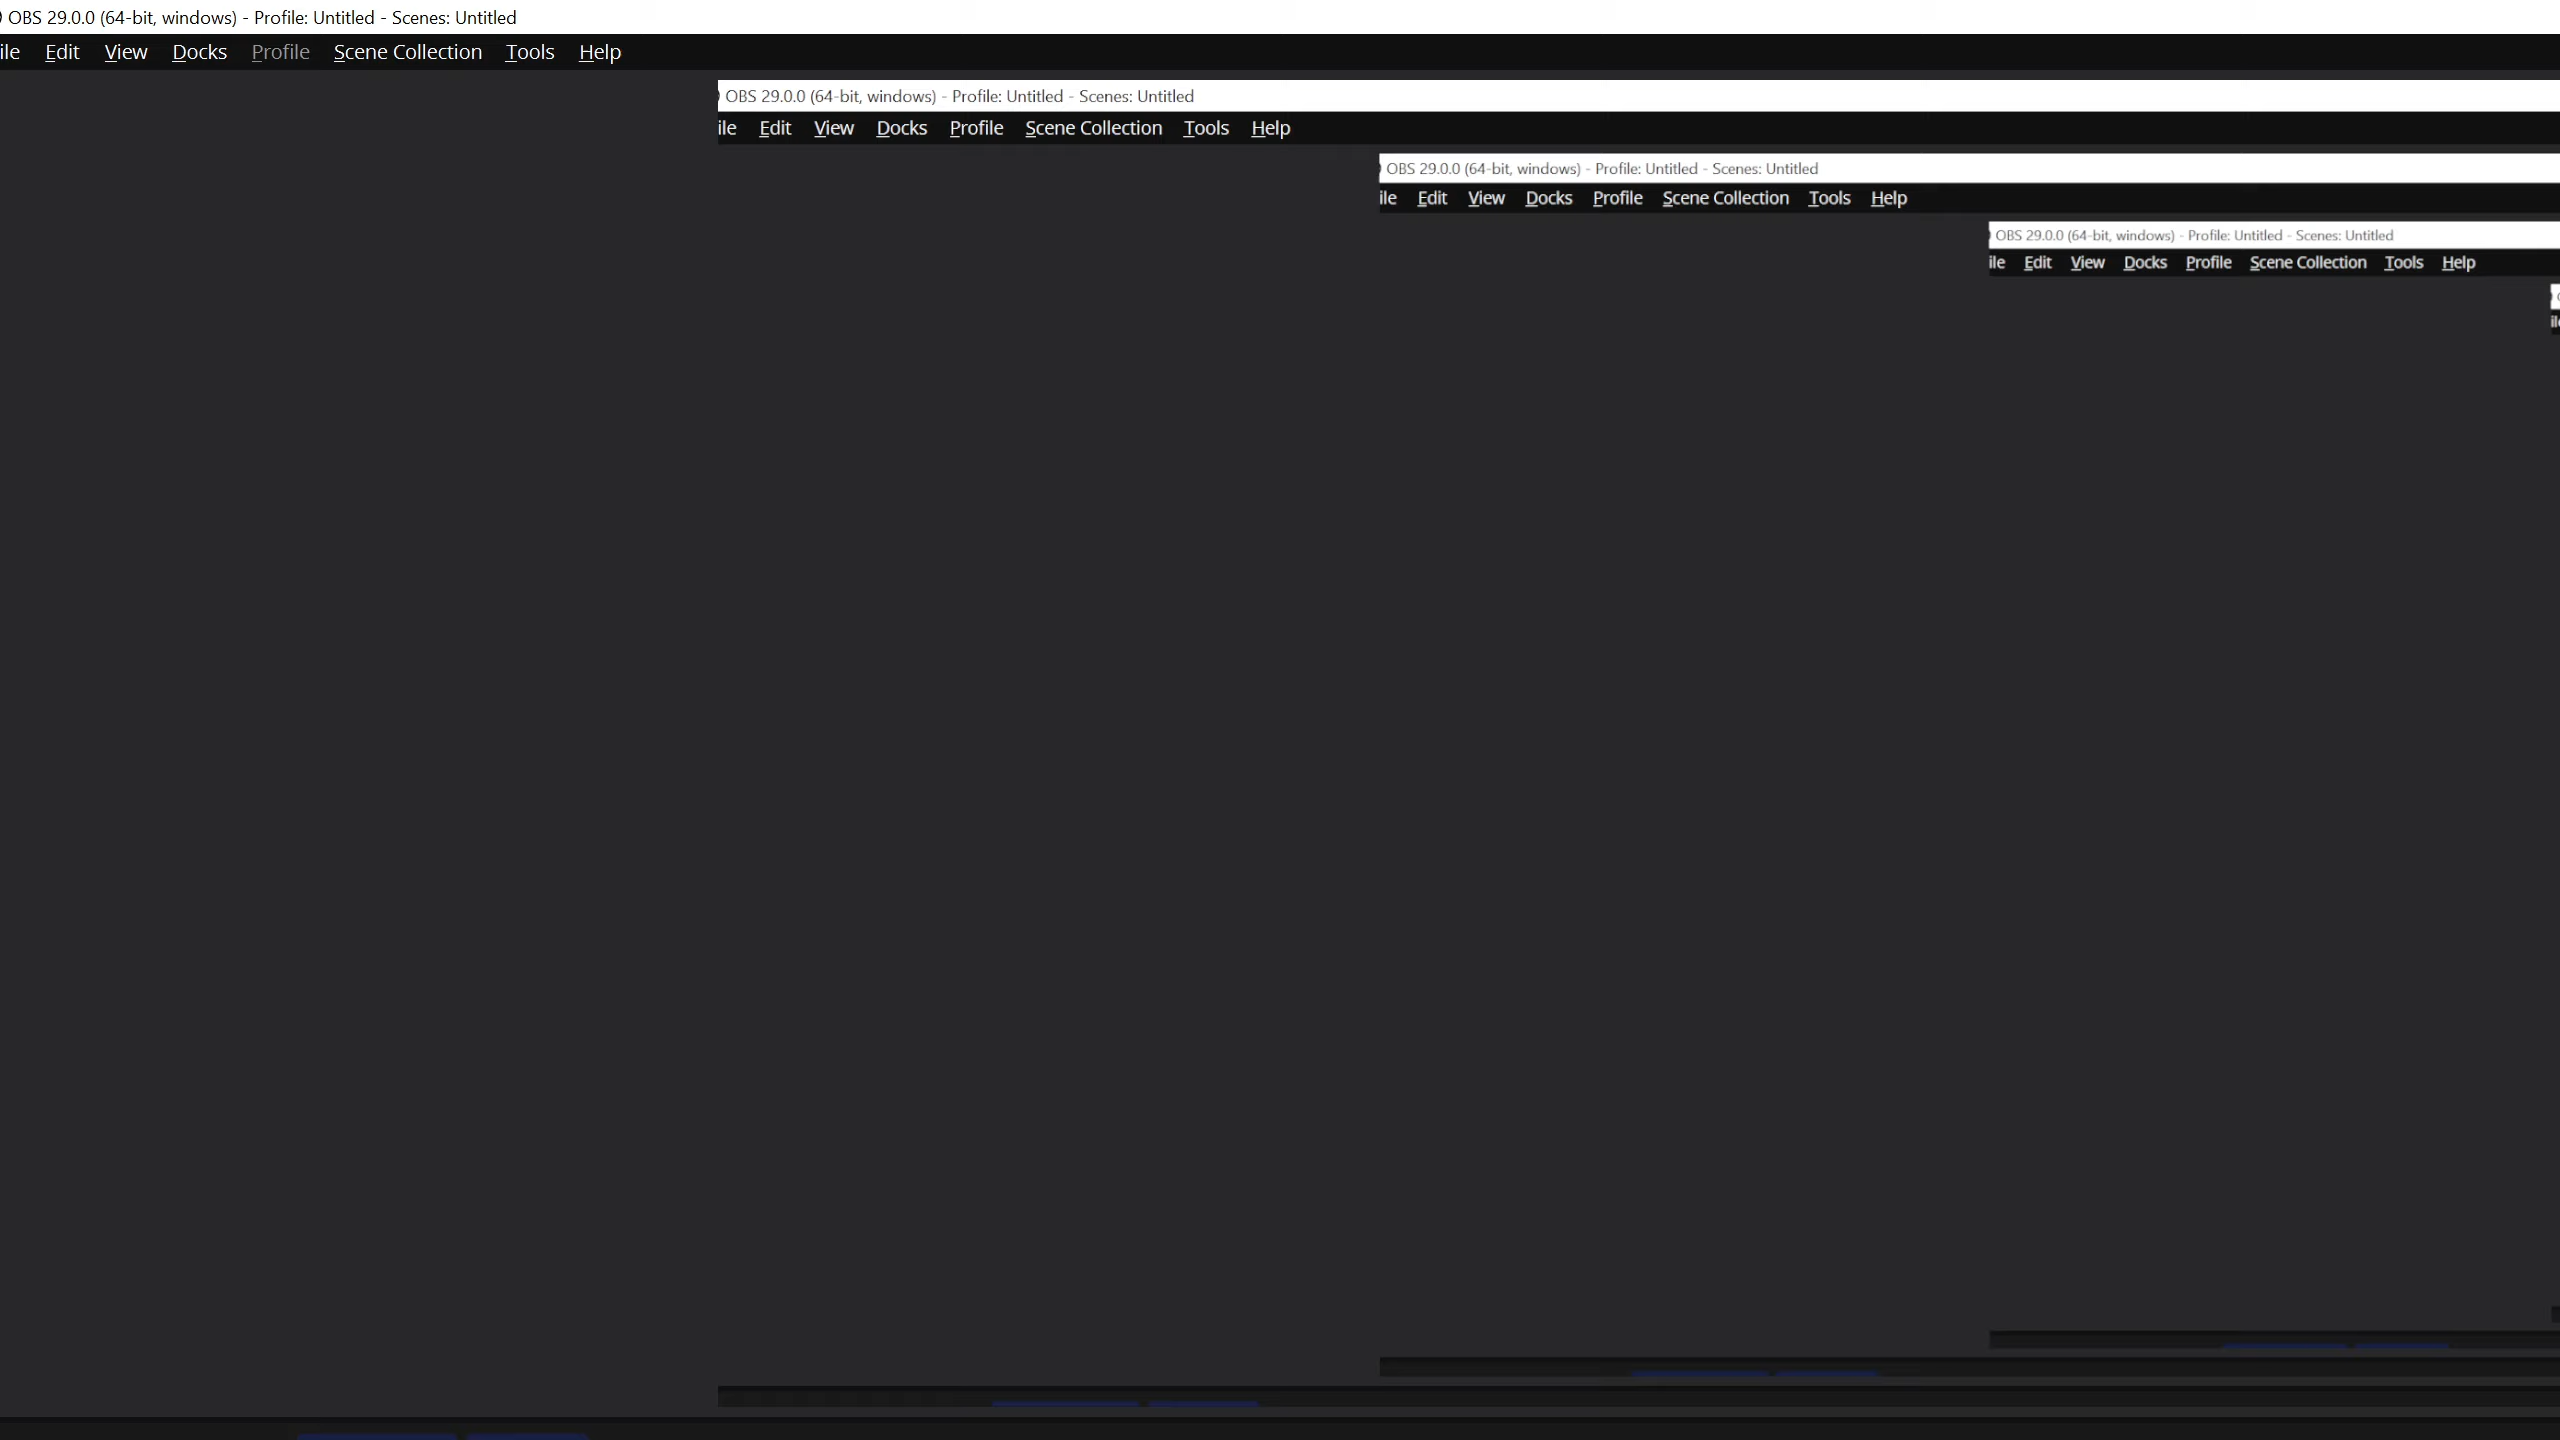 OBS 29.0.0 (64-bit, windows) - Profile: Untitled - Scenes: Untitled
ile Edit View Docks Profile Scene Collection Tools Help
OBS 29.0.0 (64-bit, windows) - Profile: Untitled - Scenes: Untitled
ile Edit View Docks Profile Scene Collection Tools Help
OBS 29.0.0 (64-bit, windows) - Profile: Untitled - Scenes: Untitled
ile Edit View Docks Profile Scene Collection Tools Help
OBS 29.0.0 (64-bit, windows) - Profile: Untitled - Scenes: Untitled
ile Edit View Docks Profile Scene Collection Tools Help